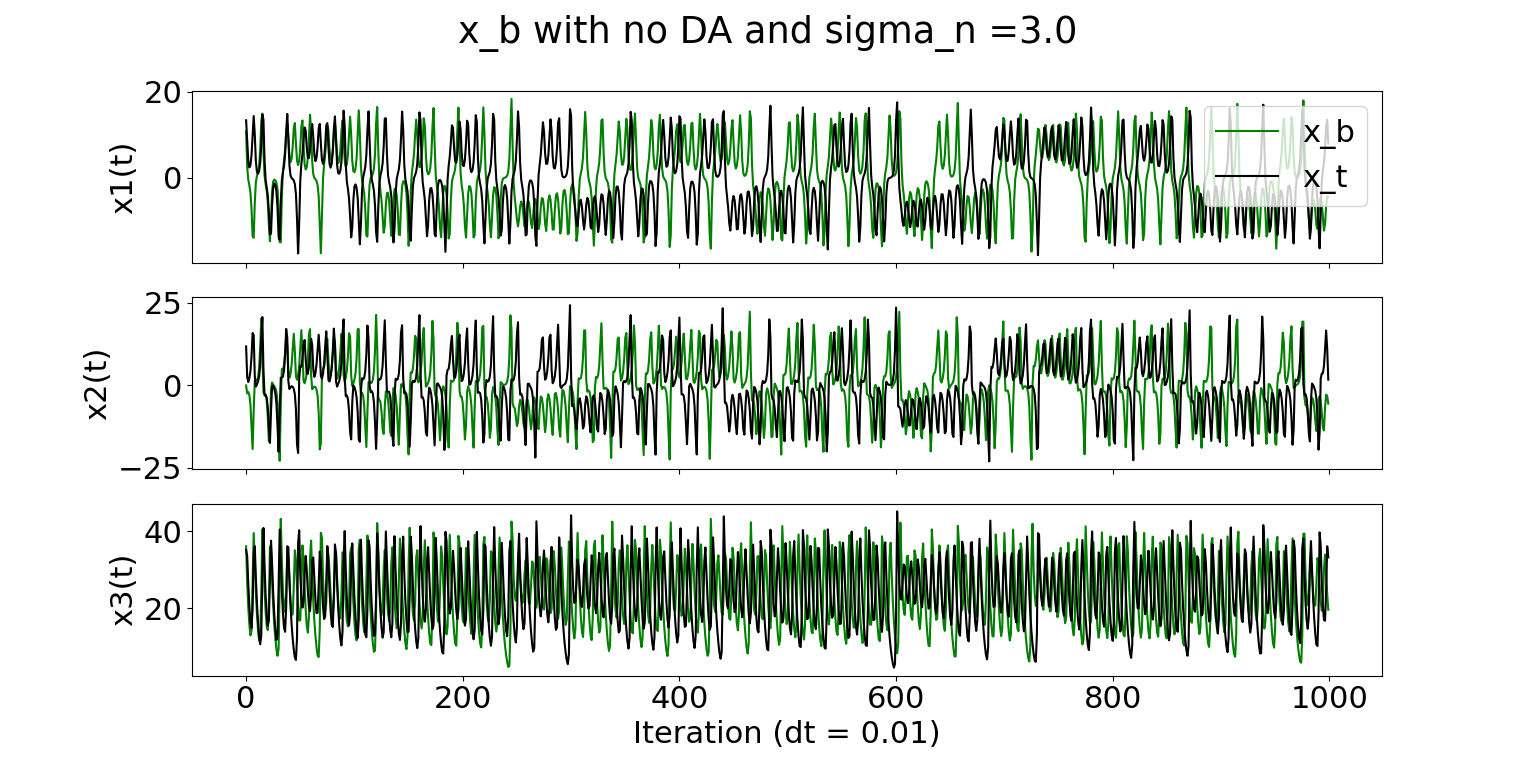 x_b with no DA and sigma_n =3.0
20
0
x1(t)
x_b
x_t
25
0
−25
x2(t)
40
20
x3(t)
0 200 400 600 800 1000
Iteration (dt = 0.01)